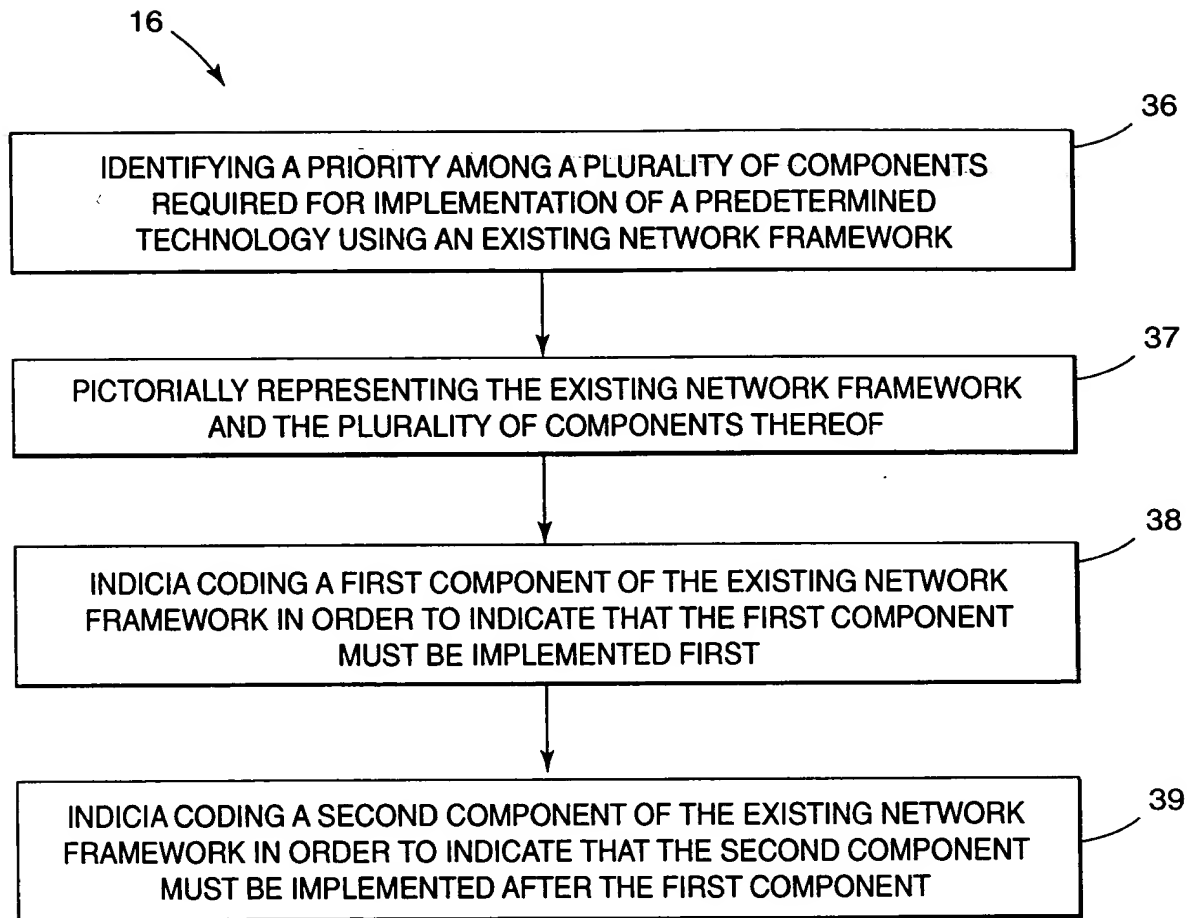 16
36
IDENTIFYING A PRIORITY AMONG A PLURALITY OF COMPONENTS
REQUIRED FOR IMPLEMENTATION OF A PREDETERMINED
TECHNOLOGY USING AN EXISTING NETWORK FRAMEWORK
37
PICTORIALLY REPRESENTING THE EXISTING NETWORK FRAMEWORK
AND THE PLURALITY OF COMPONENTS THEREOF
38
INDICIA CODING A FIRST COMPONENT OF THE EXISTING NETWORK
FRAMEWORK IN ORDER TO INDICATE THAT THE FIRST COMPONENT
MUST BE IMPLEMENTED FIRST
39
INDICIA CODING A SECOND COMPONENT OF THE EXISTING NETWORK
FRAMEWORK IN ORDER TO INDICATE THAT THE SECOND COMPONENT
MUST BE IMPLEMENTED AFTER THE FIRST COMPONENT